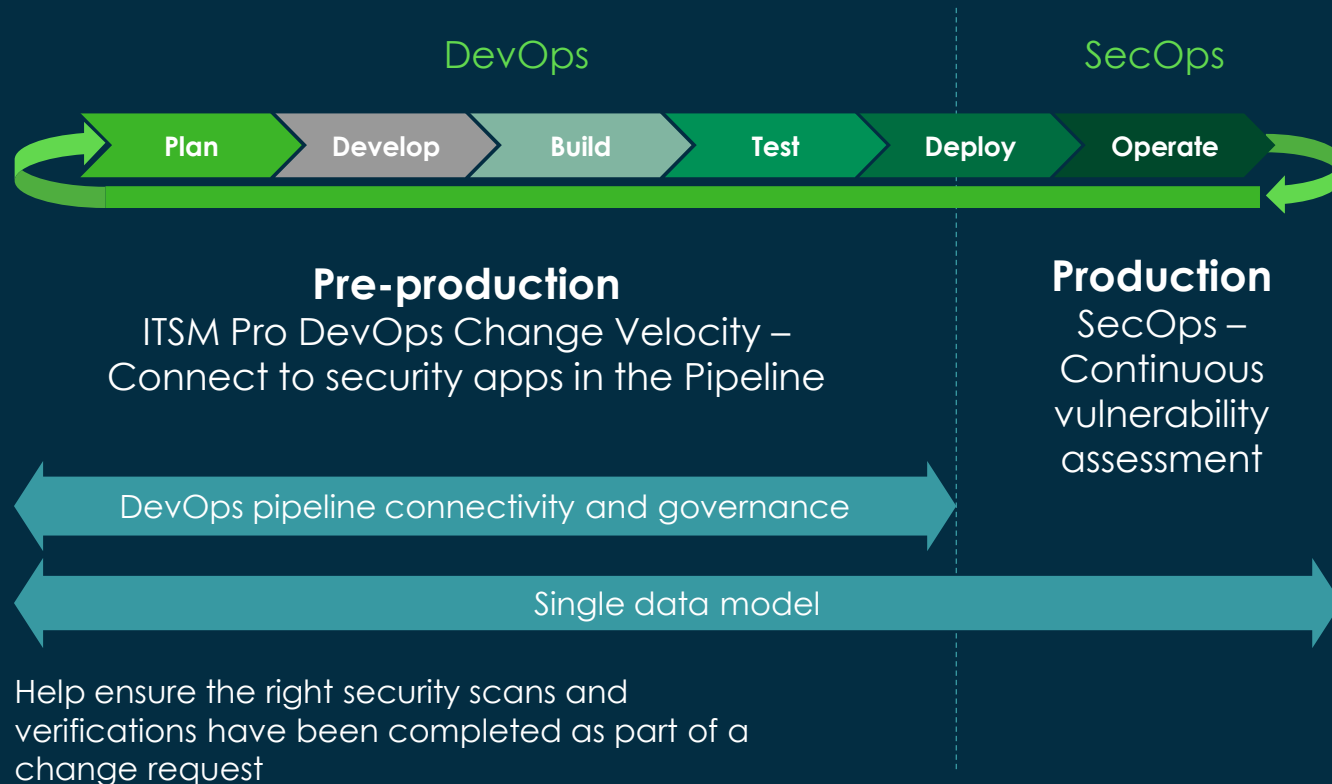 DevOps
SecOps
Plan
Develop
Build
Test
Deploy
Operate
Pre-production
ITSM Pro DevOps Change Velocity –
Connect to security apps in the Pipeline
Production
SecOps –
Continuous
vulnerability
assessment
DevOps pipeline connectivity and governance
Single data model
Help ensure the right security scans and
verifications have been completed as part of a
change request